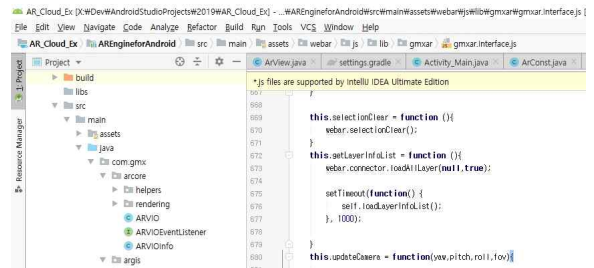 AR_Cloud_Ex [X:#Dev#AndroidStudioProjects#2019#AR_Cloud_Ex] - ...#AREngineforAndroid#src#main#assets#webar#js#lib#gmxar#gmxar.Interface.js [
File Edit View Navigate Code Analyze Refactor Build Run Tools VCS Window Help
AR_Cloud_Ex AREngineforAndroid src main assets webar js lib gmxar gmxar.Interface.js
Project ArView.java settings.gradle Activity_Main.java ArConst.java
1: Project
Resource Manager
build
libs
src
main
assets
java
com.gmx
arcore
helpers
rendering
ARVIO
ARVIOEventListener
ARVIOInfo
argis
*.js files are supported by IntelliJ IDEA Ultimate Edition
667 }
668
669 this.selectionClear = function (){
670 webar.selectionClear();
671 }
672 this.getLayerInfoList = function (){
673 webar.connector.loadAllLayer(null,true);
674
675 setTimeout(function() {
676 self.loadLayerInfoList();
677 }, 1000);
678
679 }
680 this.updateCamera = function(yaw,pitch,roll,fov){